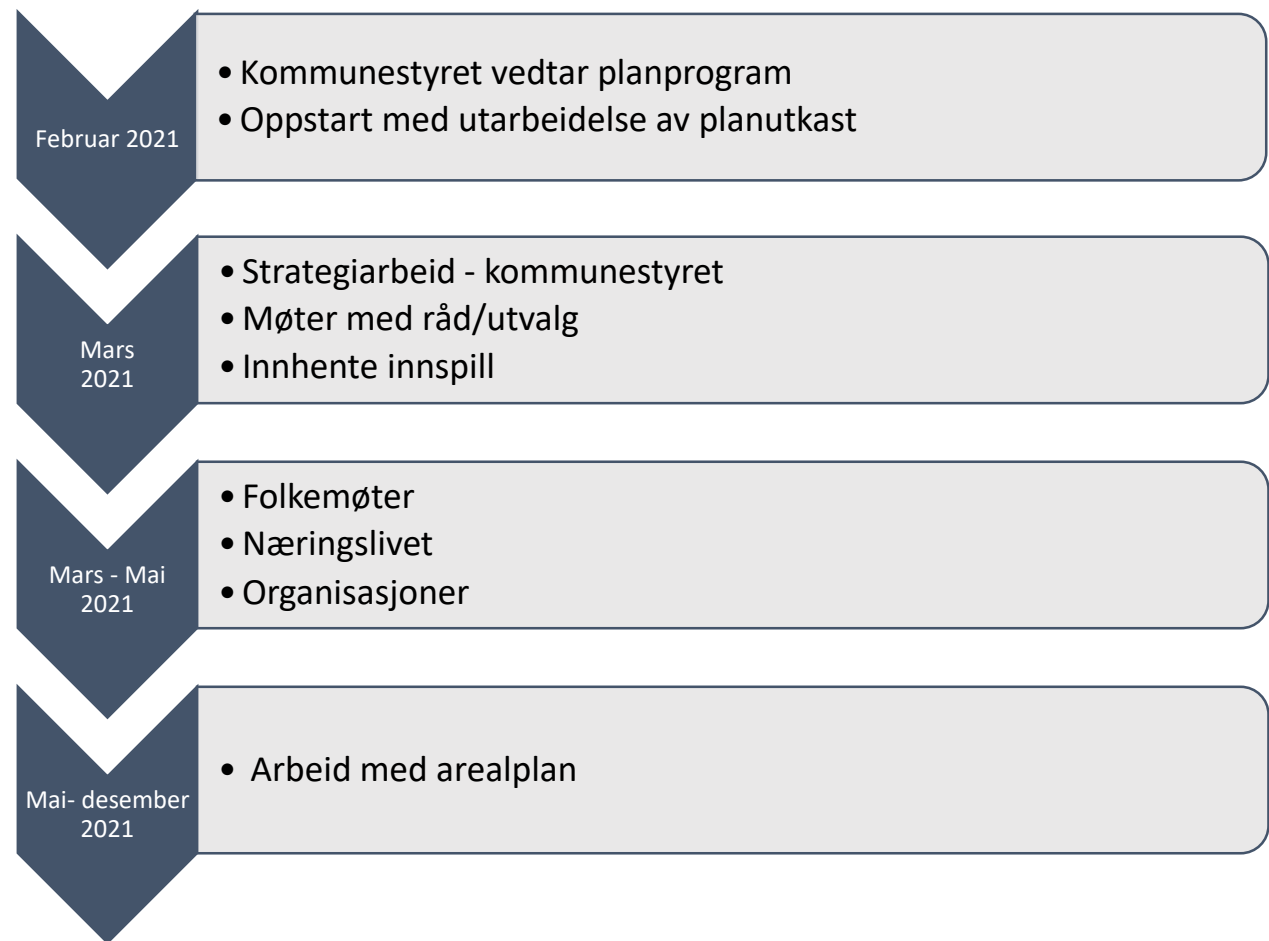 Februar 2021
• Kommunestyret vedtar planprogram
• Oppstart med utarbeidelse av planutkast
Mars
2021
• Strategiarbeid - kommunestyret
• Møter med råd/utvalg
• Innhente innspill
Mars - Mai
2021
• Folkemøter
• Næringslivet
• Organisasjoner
Mai- desember
2021
• Arbeid med arealplan